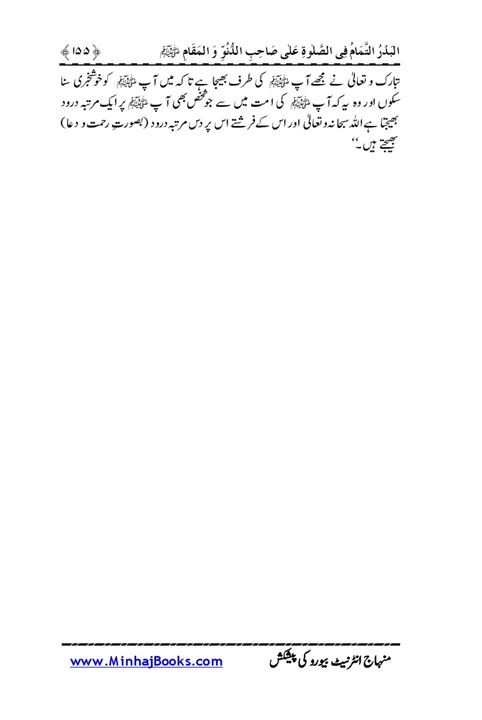 البَدْرُ التَّمَامُ فِی الصَّلٰوةِ عَلٰی صَاحِبِ الدُّنُوِّ وَ المَقَامِ ﷺ ﴿۱۵۵﴾
تبارک و تعالیٰ نے مجھے آپ ﷺ کی طرف بھیجا ہے تاکہ میں آپ ﷺ کو خوشخبری سنا
سکوں اور وہ یہ کہ آپ ﷺ کی امت میں سے جو شخص بھی آپ ﷺ پر ایک مرتبہ درود
بھیجتا ہے اللہ سبحانہ و تعالیٰ اور اس کے فرشتے اس پر دس مرتبہ درود (بصورتِ رحمت و دعا)
بھیجتے ہیں۔‘‘
منہاج انٹرنیٹ بیورو کی پیشکش www.MinhajBooks.com